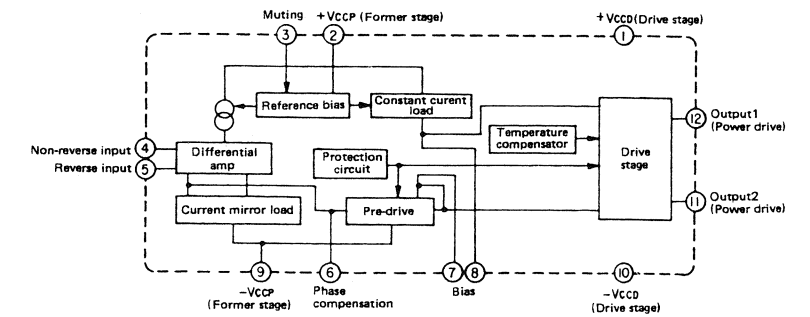 Muting
+VCCP (Former stage)
+VCCD (Drive stage)
3
2
1
Reference bias
Constant curent
load
12
Output1
(Power drive)
4
Non-reverse input
5
Reverse input
Differential
amp
Temperature
compensator
Drive
stage
Protection
circuit
Current mirror load
Pre-drive
11
Output2
(Power drive)
9
6
7
8
10
-VCCP
(Former stage)
Phase
compensation
Bias
-VCCD
(Drive stage)